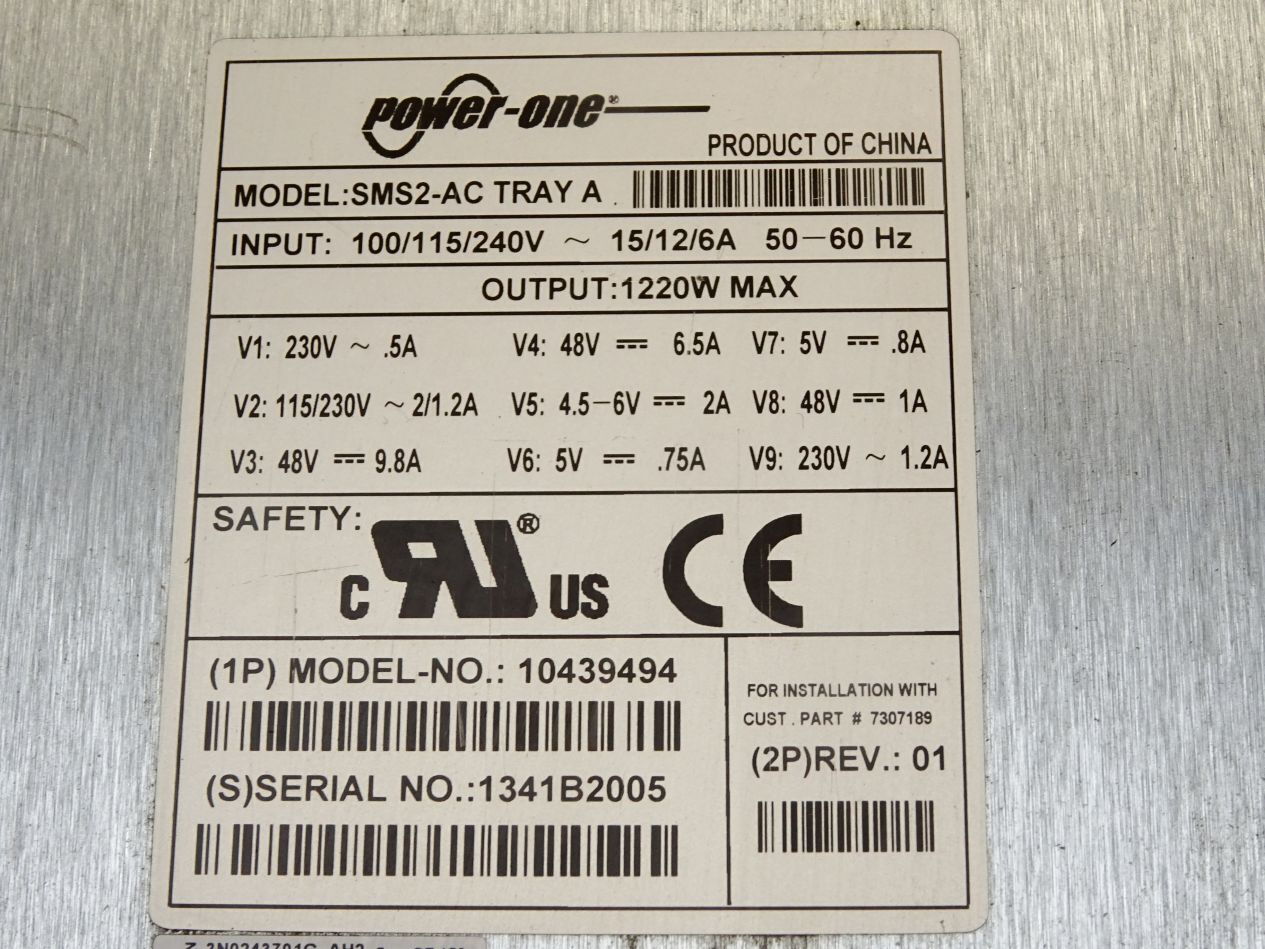 power-one®
PRODUCT OF CHINA
MODEL:SMS2-AC TRAY A
INPUT: 100/115/240V ~ 15/12/6A 50-60 Hz
OUTPUT:1220W MAX
V1: 230V ~ .5A V4: 48V ⎓ 6.5A V7: 5V ⎓ .8A
V2: 115/230V ~ 2/1.2A V5: 4.5-6V ⎓ 2A V8: 48V ⎓ 1A
V3: 48V ⎓ 9.8A V6: 5V ⎓ .75A V9: 230V ~ 1.2A
SAFETY:
C RU® US CE
(1P) MODEL-NO.: 10439494
(S)SERIAL NO.:1341B2005
FOR INSTALLATION WITH
CUST . PART # 7307189
(2P)REV.: 01